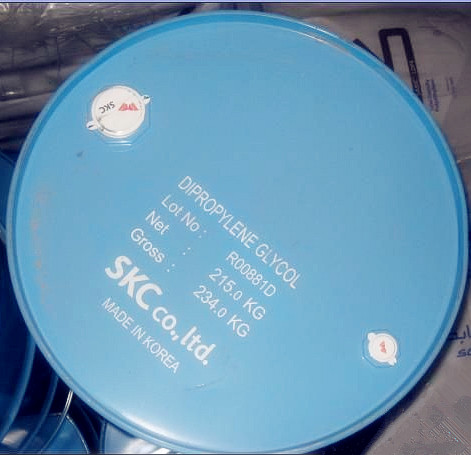 SKC
DIPROPYLENE GLYCOL
Lot No : R00881D
Net : 215.0 KG
Gross : 234.0 KG
SKC co., ltd.
MADE IN KOREA